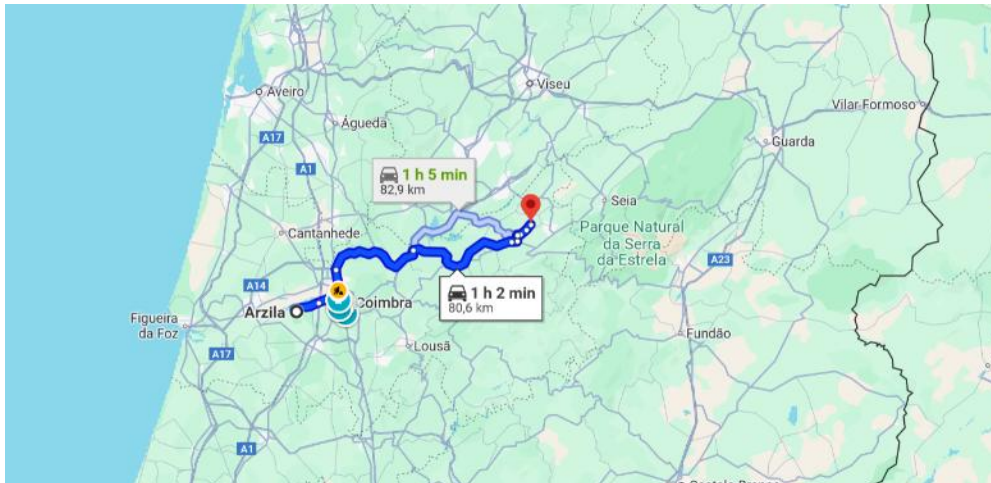 Viseu
Aveiro
Vilar Formoso
Águeda
A17
Guarda
A1
1 h 5 min
82,9 km
Seia
Parque Natural
da Serra
da Estrela
Cantanhede
A23
A14
1 h 2 min
80,6 km
Coimbra
Arzila
Figueira
da Foz
Fundão
Lousã
A17
A1